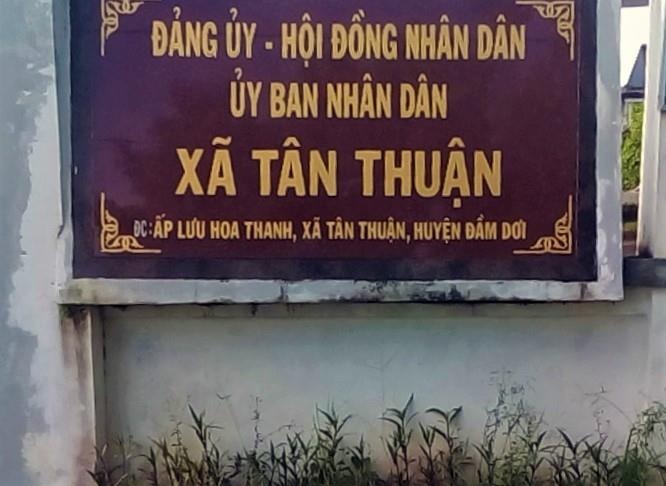 ĐẢNG ỦY - HỘI ĐỒNG NHÂN DÂN
ỦY BAN NHÂN DÂN
XÃ TÂN THUẬN
ĐC: ẤP LƯU HOA THANH, XÃ TÂN THUẬN, HUYỆN ĐẦM DƠI